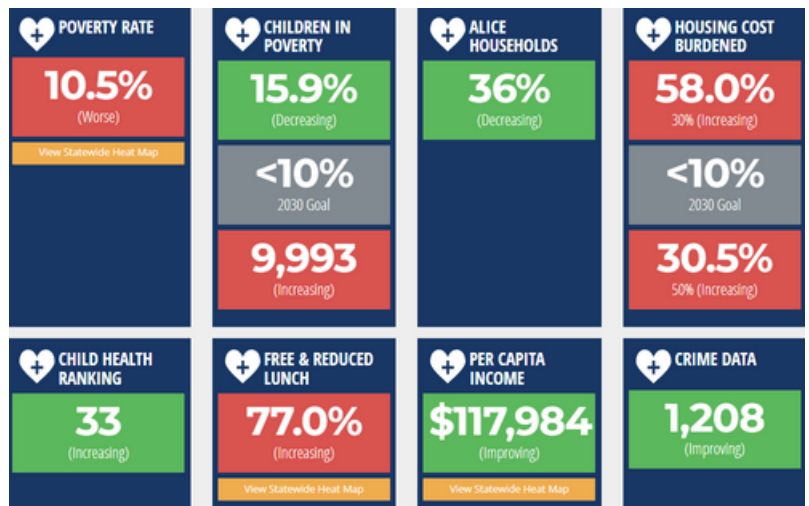 POVERTY RATE
10.5%
(Worse)
View Statewide Heat Map
CHILDREN IN
POVERTY
15.9%
(Decreasing)
<10%
2030 Goal
9,993
(Increasing)
ALICE
HOUSEHOLDS
36%
(Decreasing)
HOUSING COST
BURDENED
58.0%
30% (Increasing)
<10%
2030 Goal
30.5%
50% (Increasing)
CHILD HEALTH
RANKING
33
(Increasing)
FREE & REDUCED
LUNCH
77.0%
(Increasing)
View Statewide Heat Map
PER CAPITA
INCOME
$117,984
(Improving)
View Statewide Heat Map
CRIME DATA
1,208
(Improving)